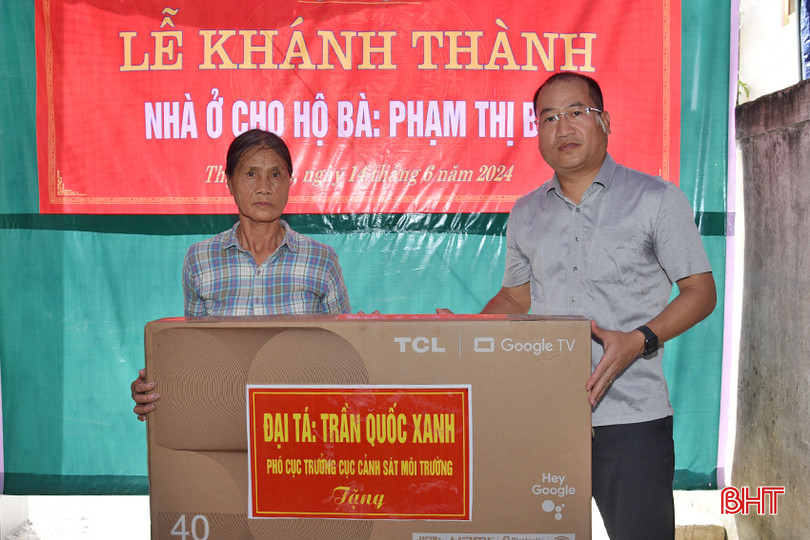 LỄ KHÁNH THÀNH
NHÀ Ở CHO HỘ BÀ: PHẠM THỊ
ngày 14 tháng 6 năm 2024
TCL | Google TV
ĐẠI TÁ: TRẦN QUỐC XANH
PHÓ CỤC TRƯỞNG CỤC CẢNH SÁT MÔI TRƯỜNG
Tặng
Hey
Google
40
BHT